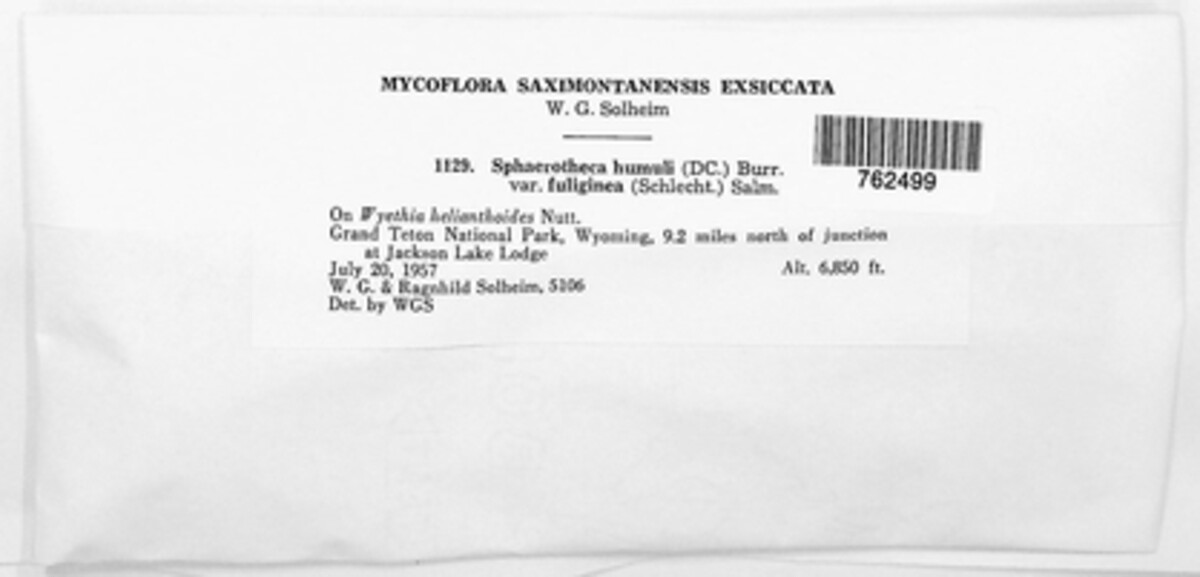 MYCOFLORA SAXIMONTANENSIS EXSICCATA
W. G. Solheim
1129. Sphaerotheca humuli (DC.) Burr.
var. fuliginea (Schlecht.) Salm.
762499
On Wyethia helianthoides Nutt.
Grand Teton National Park, Wyoming, 9.2 miles north of junction
at Jackson Lake Lodge
July 20, 1957 Alt. 6,850 ft.
W. G. & Ragnhild Solheim, 5106
Det. by WGS